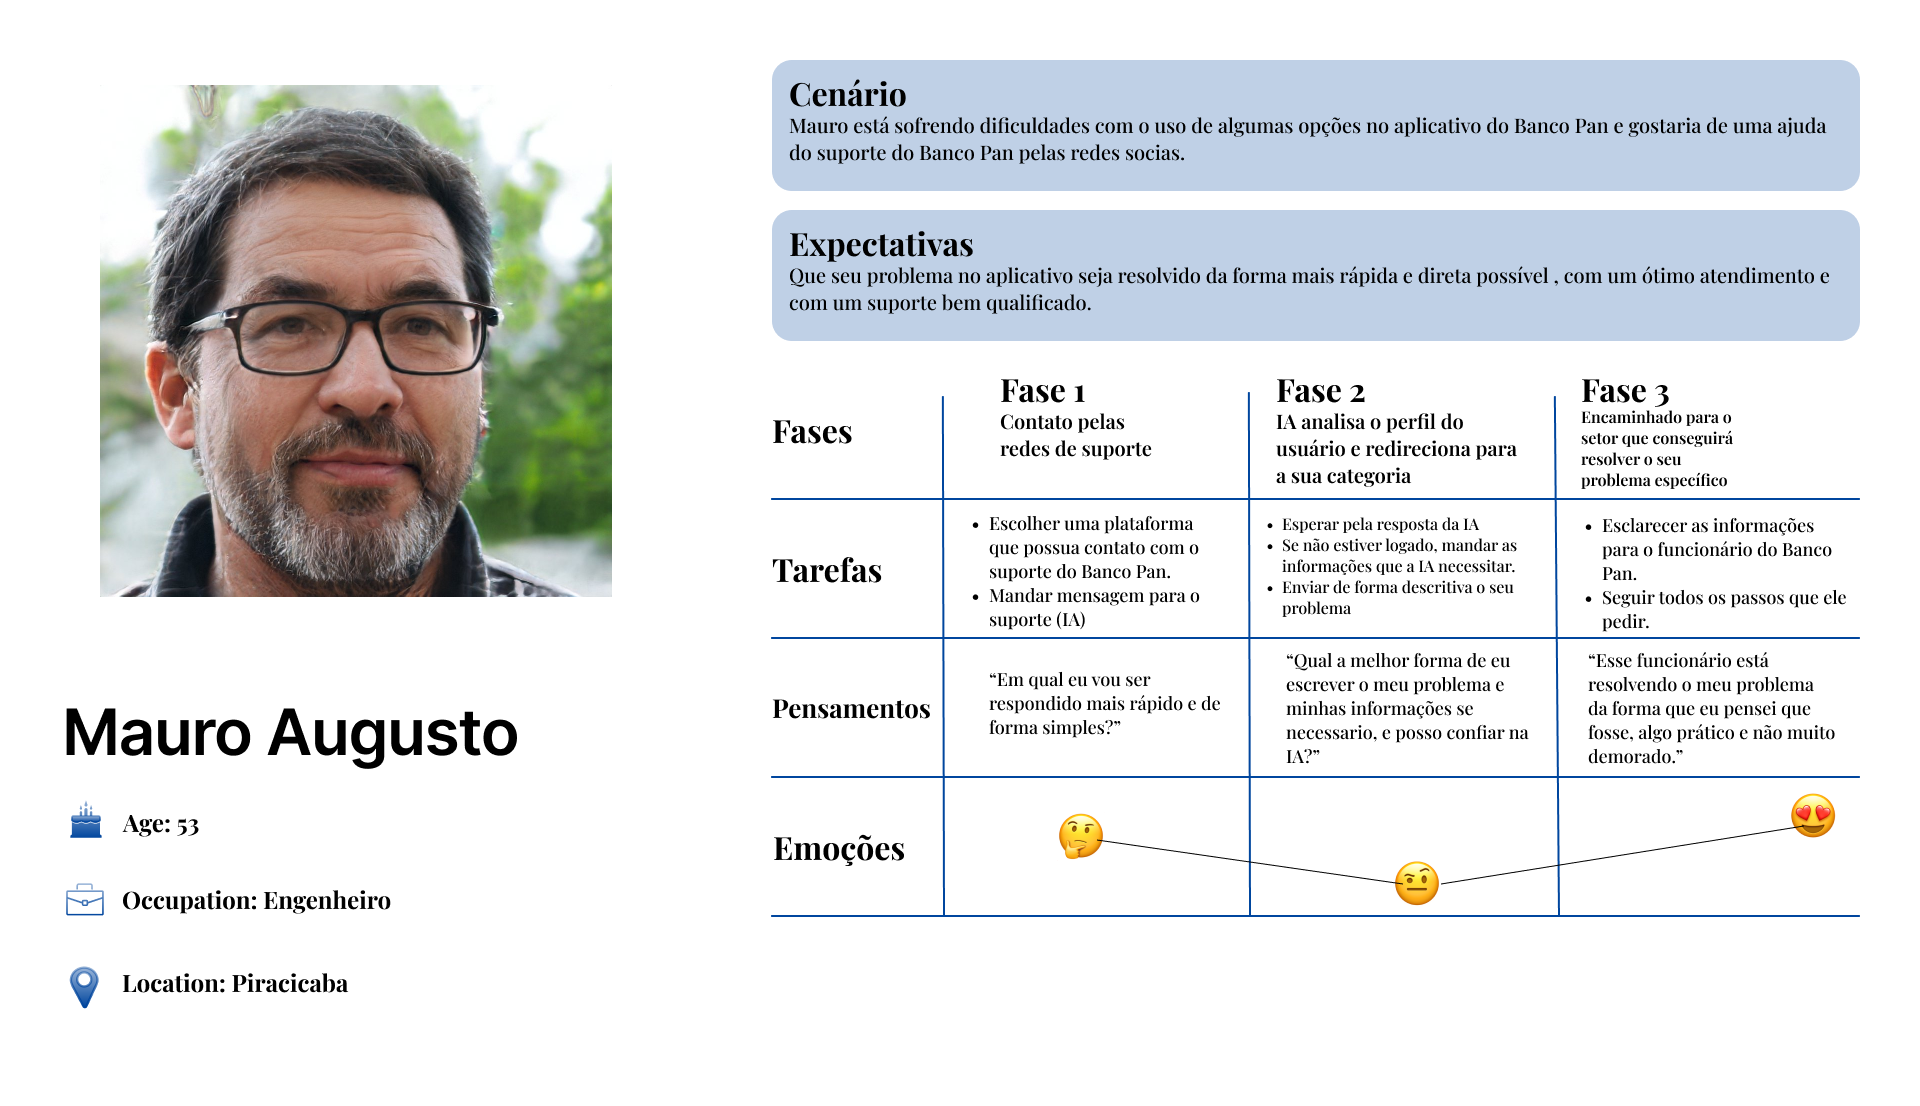 Mauro Augusto
Age: 53
Occupation: Engenheiro
Location: Piracicaba
Cenário
Mauro está sofrendo dificuldades com o uso de algumas opções no aplicativo do Banco Pan e gostaria de uma ajuda
do suporte do Banco Pan pelas redes socias.
Expectativas
Que seu problema no aplicativo seja resolvido da forma mais rápida e direta possível , com um ótimo atendimento e
com um suporte bem qualificado.
Fases
Fase 1
Contato pelas
redes de suporte
Fase 2
IA analisa o perfil do
usuário e redireciona para
a sua categoria
Fase 3
Encaminhado para o
setor que conseguirá
resolver o seu
problema específico
Tarefas
• Escolher uma plataforma
que possua contato com o
suporte do Banco Pan.
• Mandar mensagem para o
suporte (IA)
• Esperar pela resposta da IA
• Se não estiver logado, mandar as
informações que a IA necessitar.
• Enviar de forma descritiva o seu
problema
• Esclarecer as informações
para o funcionário do Banco
Pan.
• Seguir todos os passos que ele
pedir.
Pensamentos
“Em qual eu vou ser
respondido mais rápido e de
forma simples?”
“Qual a melhor forma de eu
escrever o meu problema e
minhas informações se
necessario, e posso confiar na
IA?”
“Esse funcionário está
resolvendo o meu problema
da forma que eu pensei que
fosse, algo prático e não muito
demorado.”
Emoções